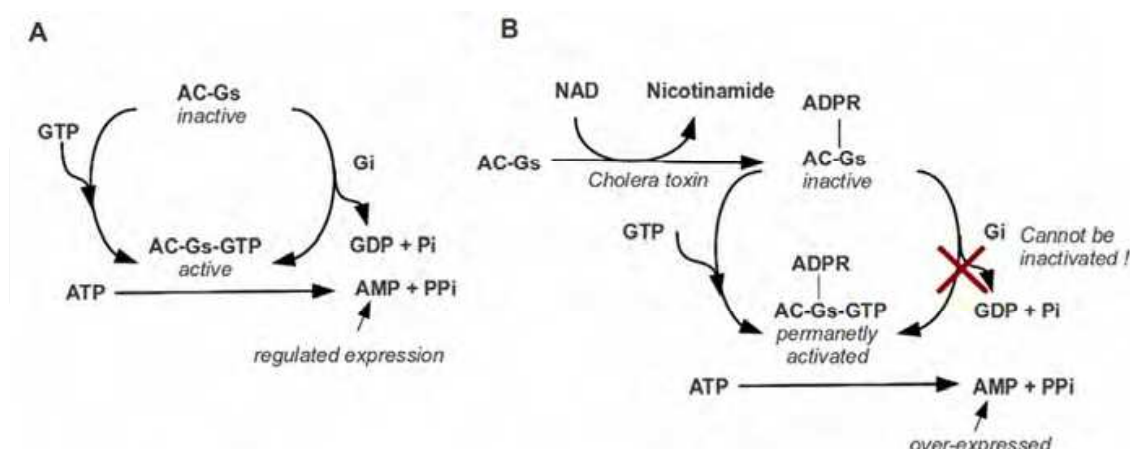 A
AC-Gs
inactive
GTP
Gi
AC-Gs-GTP
active
GDP + Pi
ATP
AMP + PPi
regulated expression
B
NAD
Nicotinamide
ADPR
AC-Gs
Cholera toxin
AC-Gs
inactive
GTP
Gi
Cannot be
inactivated !
ADPR
AC-Gs-GTP
permanetly
activated
GDP + Pi
ATP
AMP + PPi
over-expressed